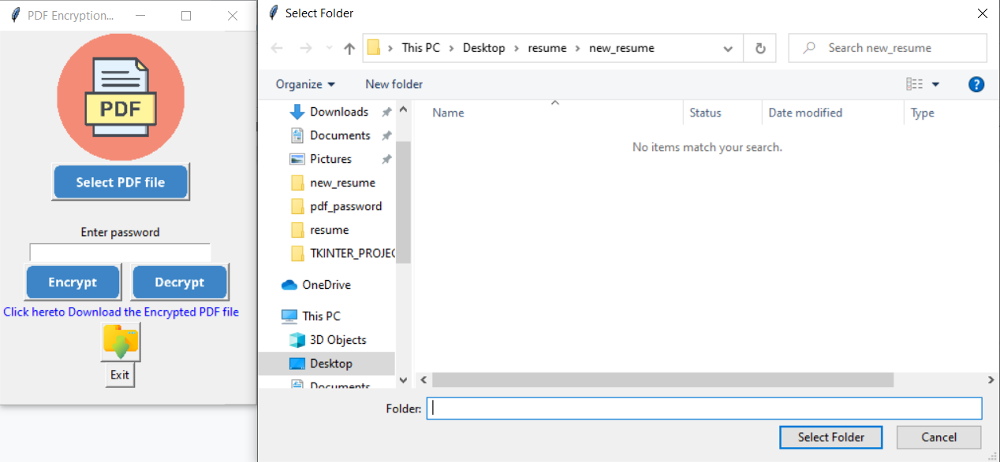 PDF Encryption...
PDF
Select PDF file
Enter password
Encrypt
Decrypt
Click hereto Download the Encrypted PDF file
Exit
Select Folder
This PC
Desktop
resume
new_resume
Search new_resume
Organize
New folder
?
Downloads
Documents
Pictures
new_resume
pdf_password
resume
TKINTER_PROJEC
OneDrive
This PC
3D Objects
Desktop
Documents
Name
Status
Date modified
Type
No items match your search.
Folder:
Select Folder
Cancel